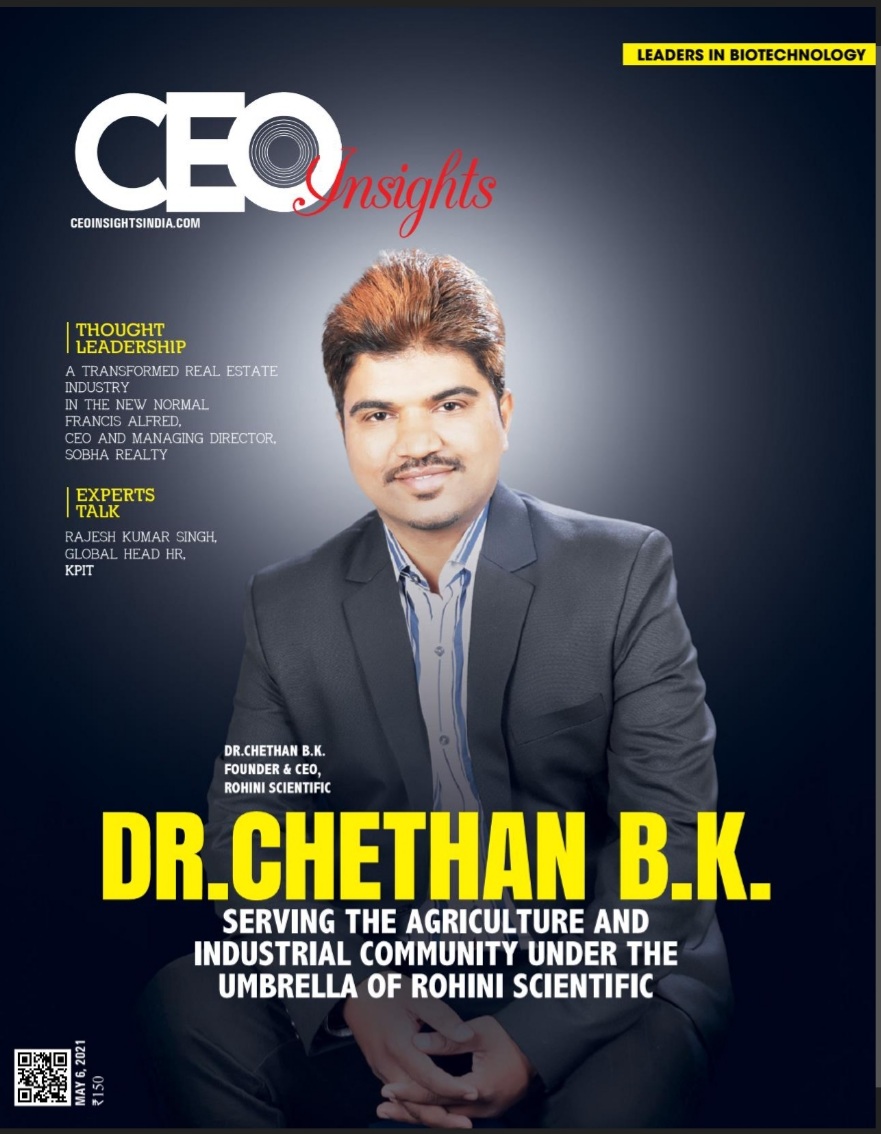 LEADERS IN BIOTECHNOLOGY
CEO Insights
CEOINSIGHTSINDIA.COM
THOUGHT
LEADERSHIP
A TRANSFORMED REAL ESTATE
INDUSTRY
IN THE NEW NORMAL
FRANCIS ALFRED,
CEO AND MANAGING DIRECTOR,
SOBHA REALTY
EXPERTS
TALK
RAJESH KUMAR SINGH,
GLOBAL HEAD HR,
KPIT
DR.CHETHAN B.K.
FOUNDER & CEO,
ROHINI SCIENTIFIC
DR.CHETHAN B.K.
SERVING THE AGRICULTURE AND
INDUSTRIAL COMMUNITY UNDER THE
UMBRELLA OF ROHINI SCIENTIFIC
MAY 6, 2021
₹150